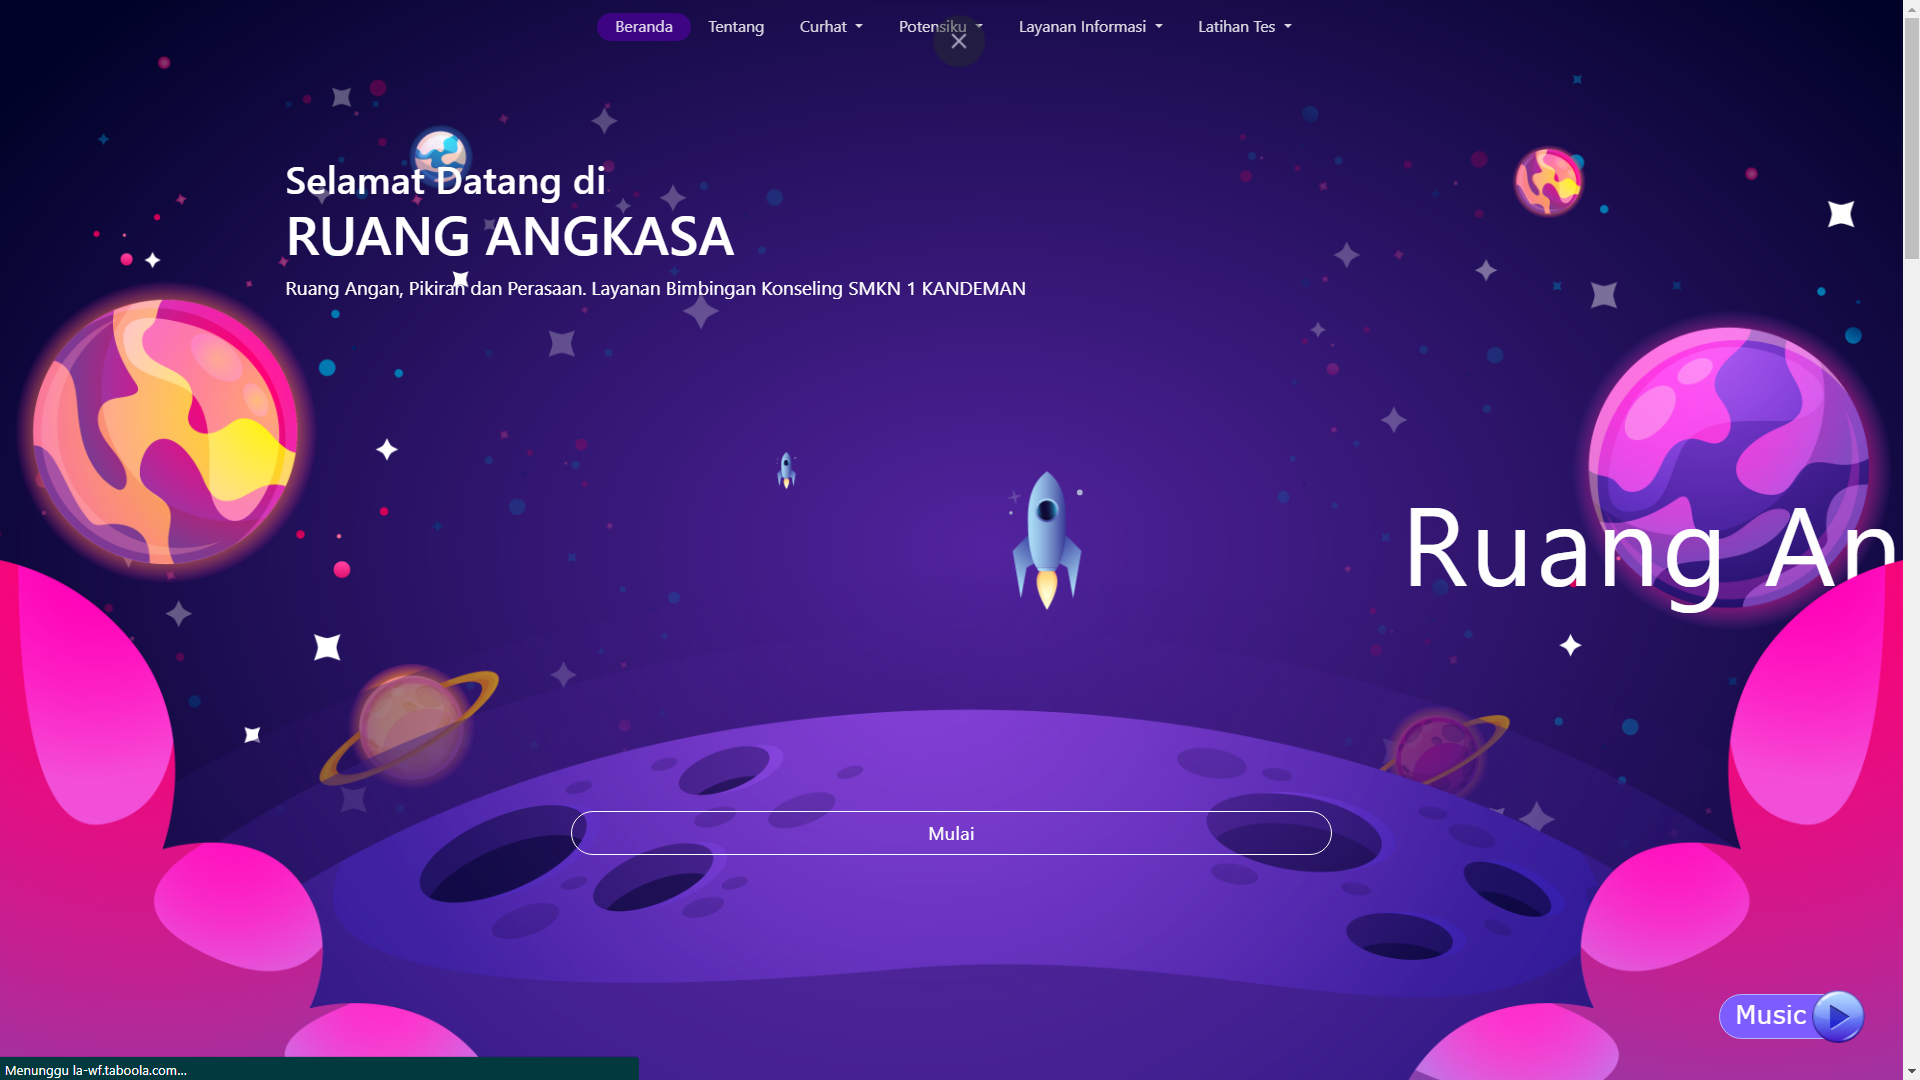 Beranda Tentang Curhat Potensiku Layanan Informasi Latihan Tes
Selamat Datang di
RUANG ANGKASA
Ruang Angan, Pikiran dan Perasaan. Layanan Bimbingan Konseling SMKN 1 KANDEMAN
Ruang An
Mulai
Music
Menunggu la-wf.taboola.com...